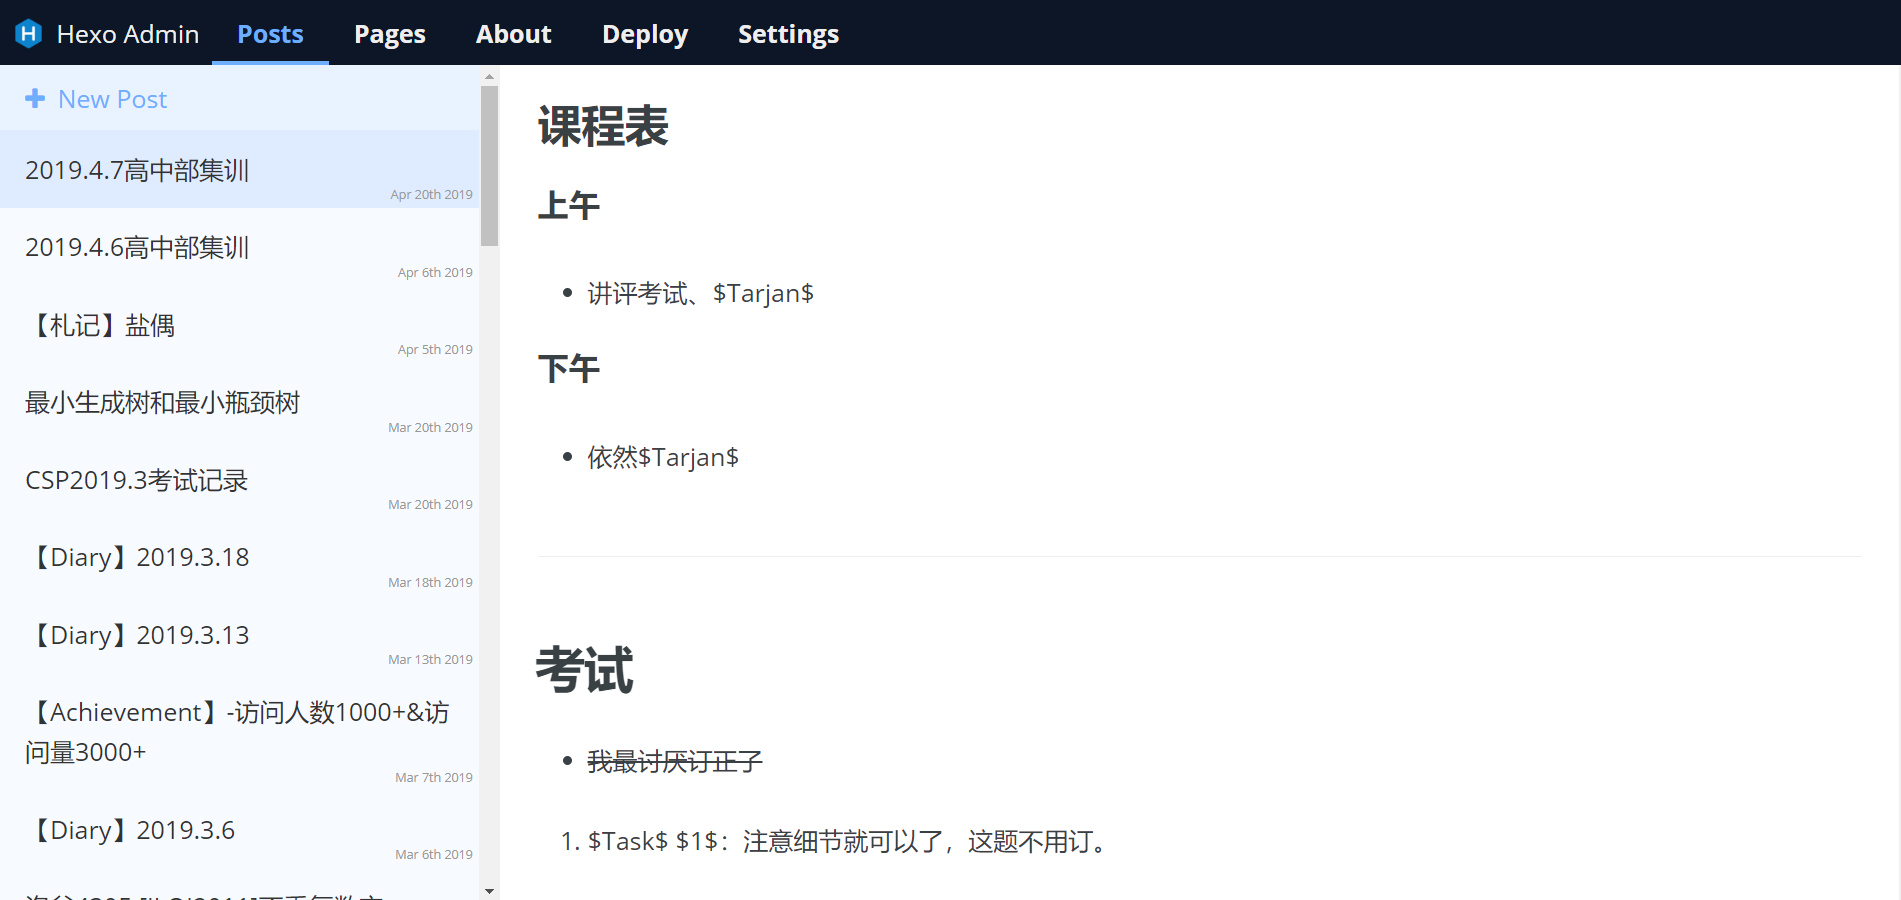 Hexo Admin Posts Pages About Deploy Settings
New Post
2019.4.7高中部集训
Apr 20th 2019
2019.4.6高中部集训
Apr 6th 2019
【札记】盐偶
Apr 5th 2019
最小生成树和最小瓶颈树
Mar 20th 2019
CSP2019.3考试记录
Mar 20th 2019
【Diary】2019.3.18
Mar 18th 2019
【Diary】2019.3.13
Mar 13th 2019
【Achievement】-访问人数1000+&访
问量3000+
Mar 7th 2019
【Diary】2019.3.6
Mar 6th 2019
课程表
上午
讲评考试、$Tarjan$
下午
依然$Tarjan$
考试
我最讨厌订正了
1. $Task$ $1$：注意细节就可以了，这题不用订。